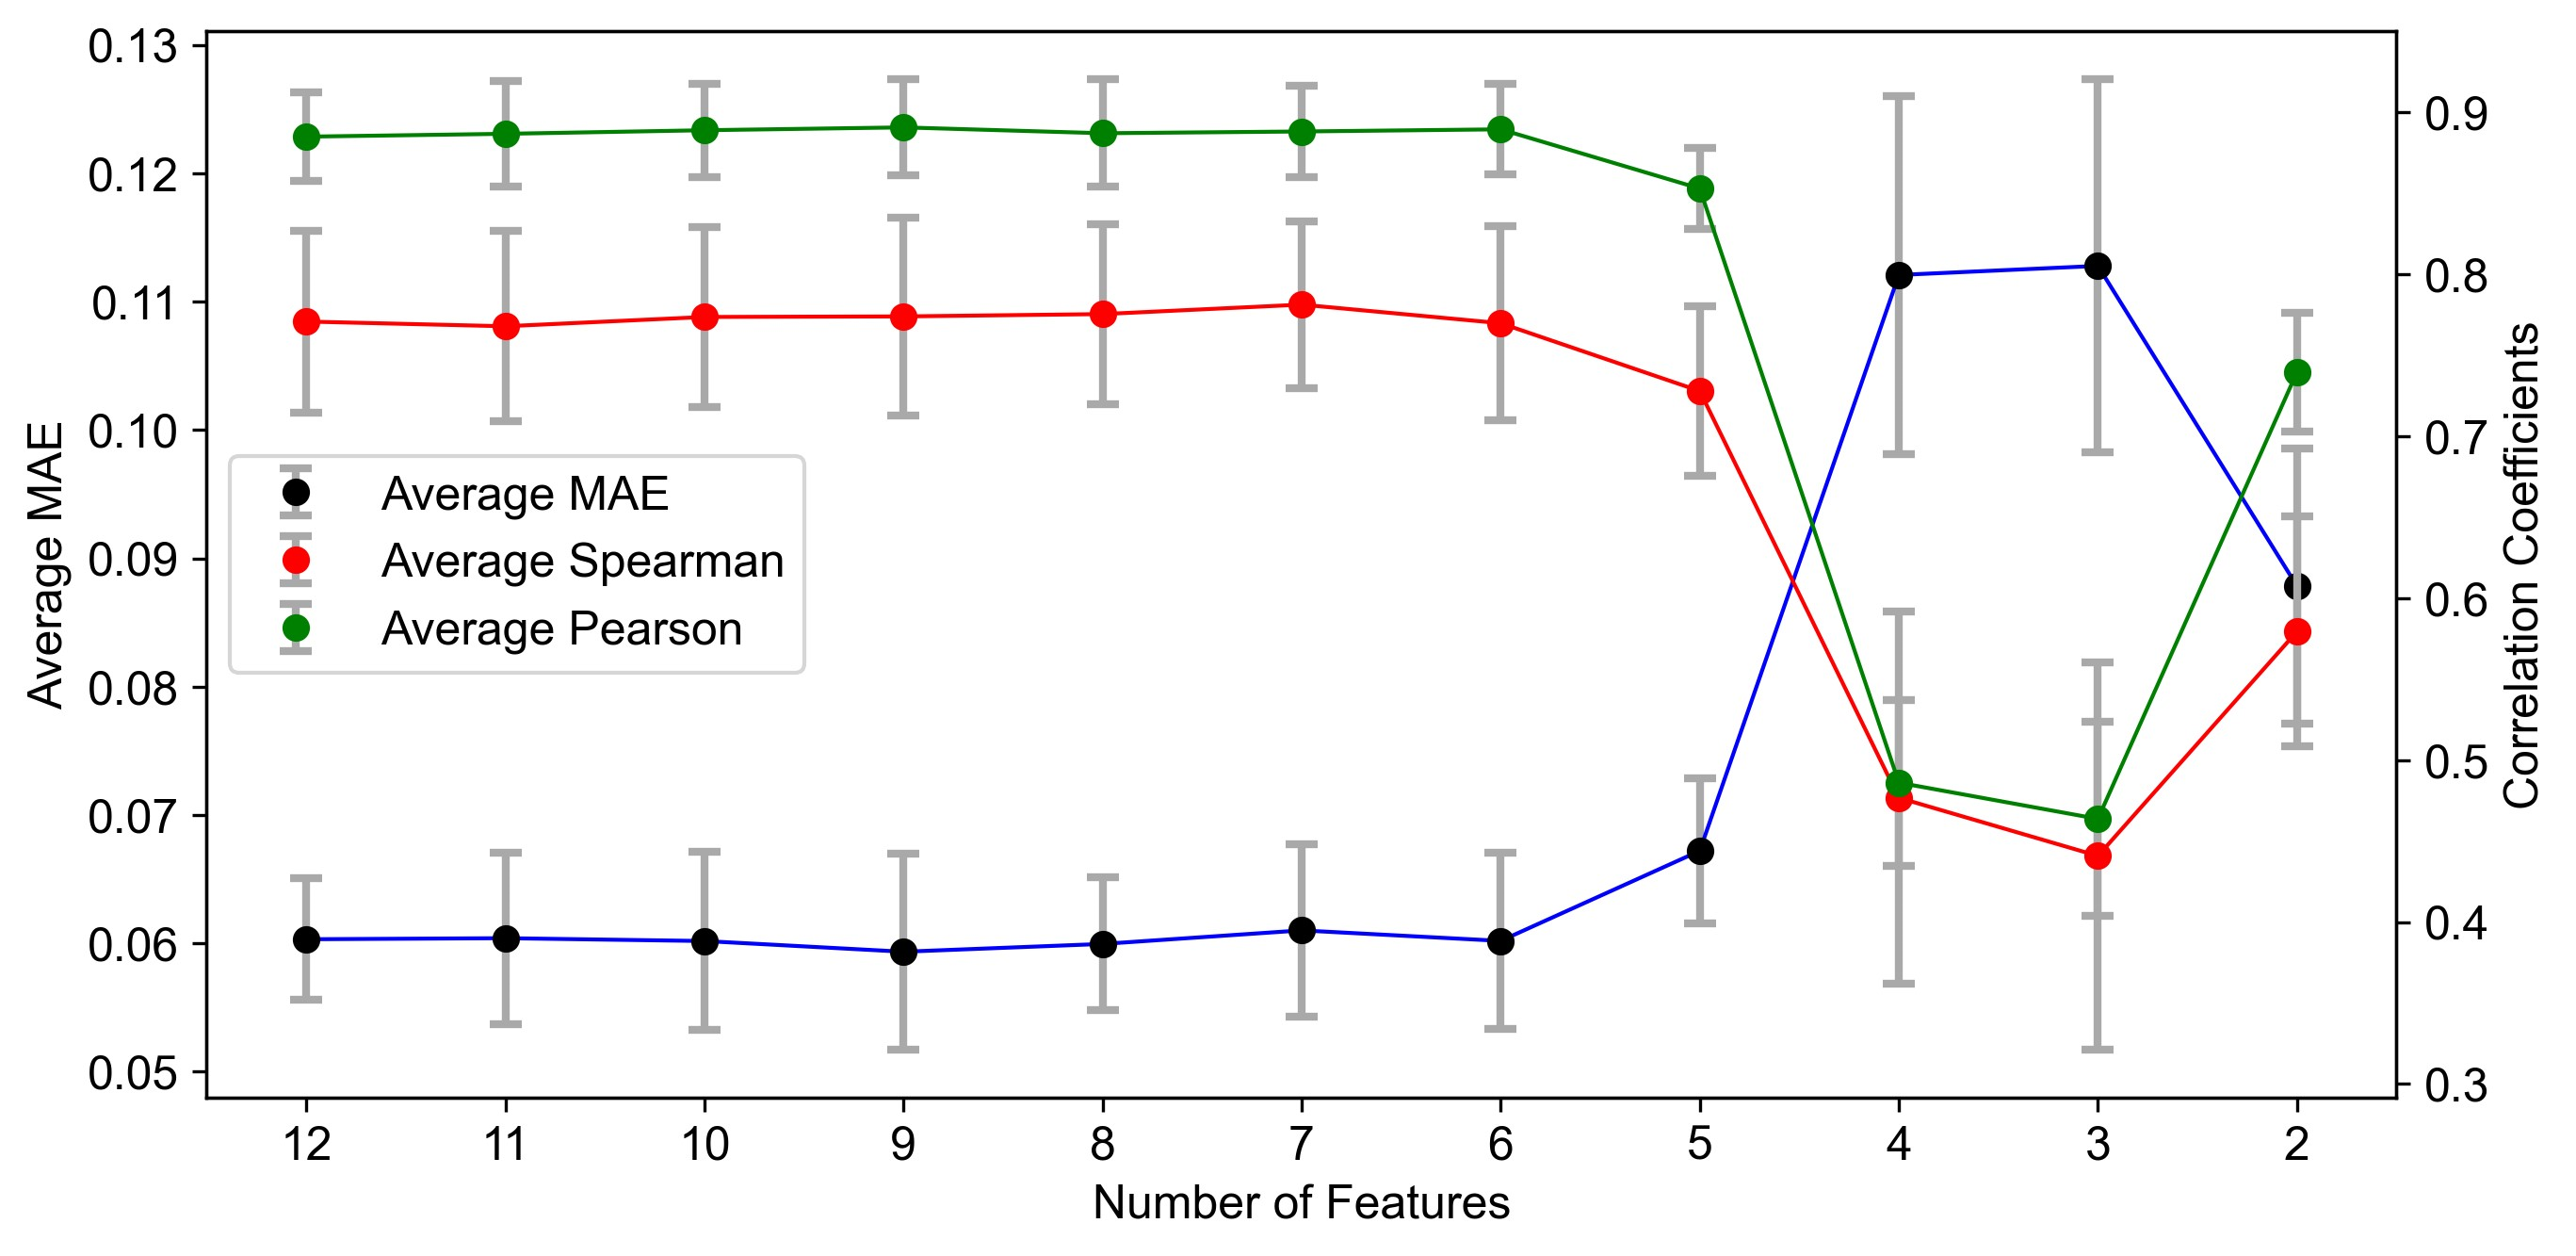 0.13
0.12
0.11
0.10
0.09
0.08
0.07
0.06
0.05
Average MAE
Average MAE
Average Spearman
Average Pearson
0.9
0.8
0.7
0.6
0.5
0.4
0.3
Correlation Coefficients
12 11 10 9 8 7 6 5 4 3 2
Number of Features